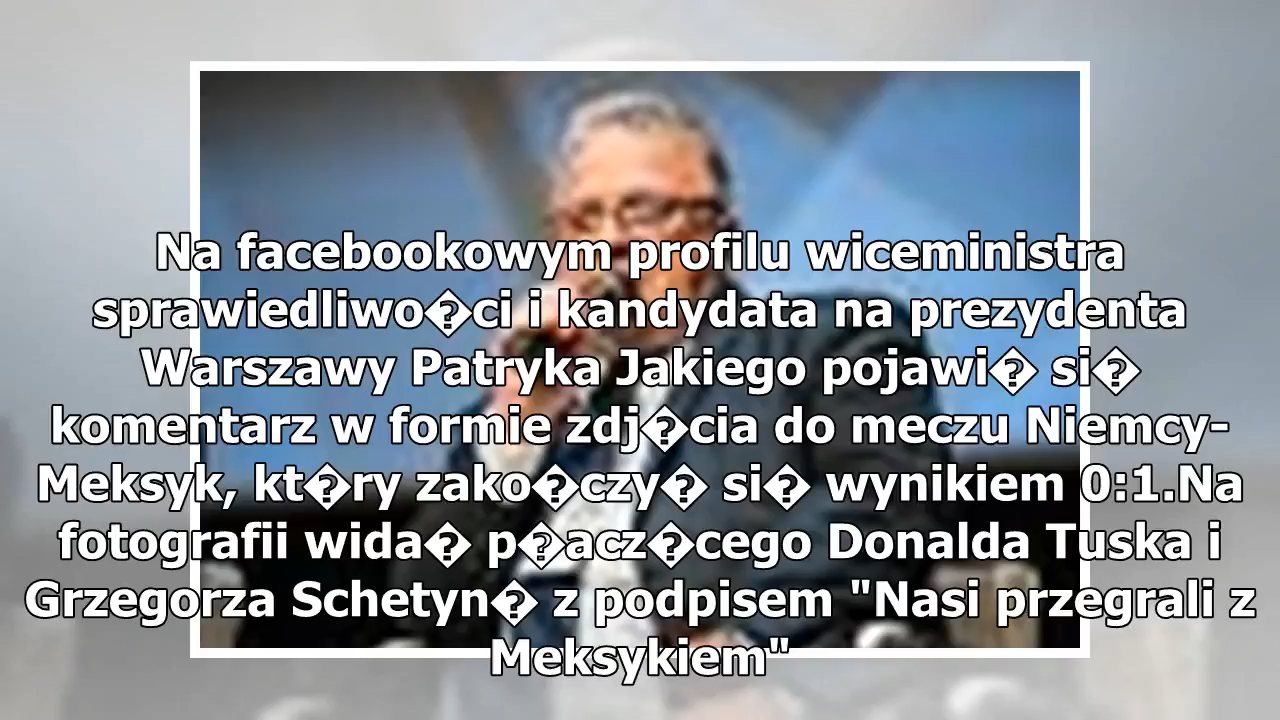 Na facebookowym profilu wiceministra
sprawiedliwo�ci i kandydata na prezydenta
Warszawy Patryka Jakiego pojawi� si�
komentarz w formie zdj�cia do meczu Niemcy-
Meksyk, kt�ry zako�czy� si� wynikiem 0:1.Na
fotografii wida� p�acz�cego Donalda Tuska i
Grzegorza Schetyn� z podpisem "Nasi przegrali z
Meksykiem"